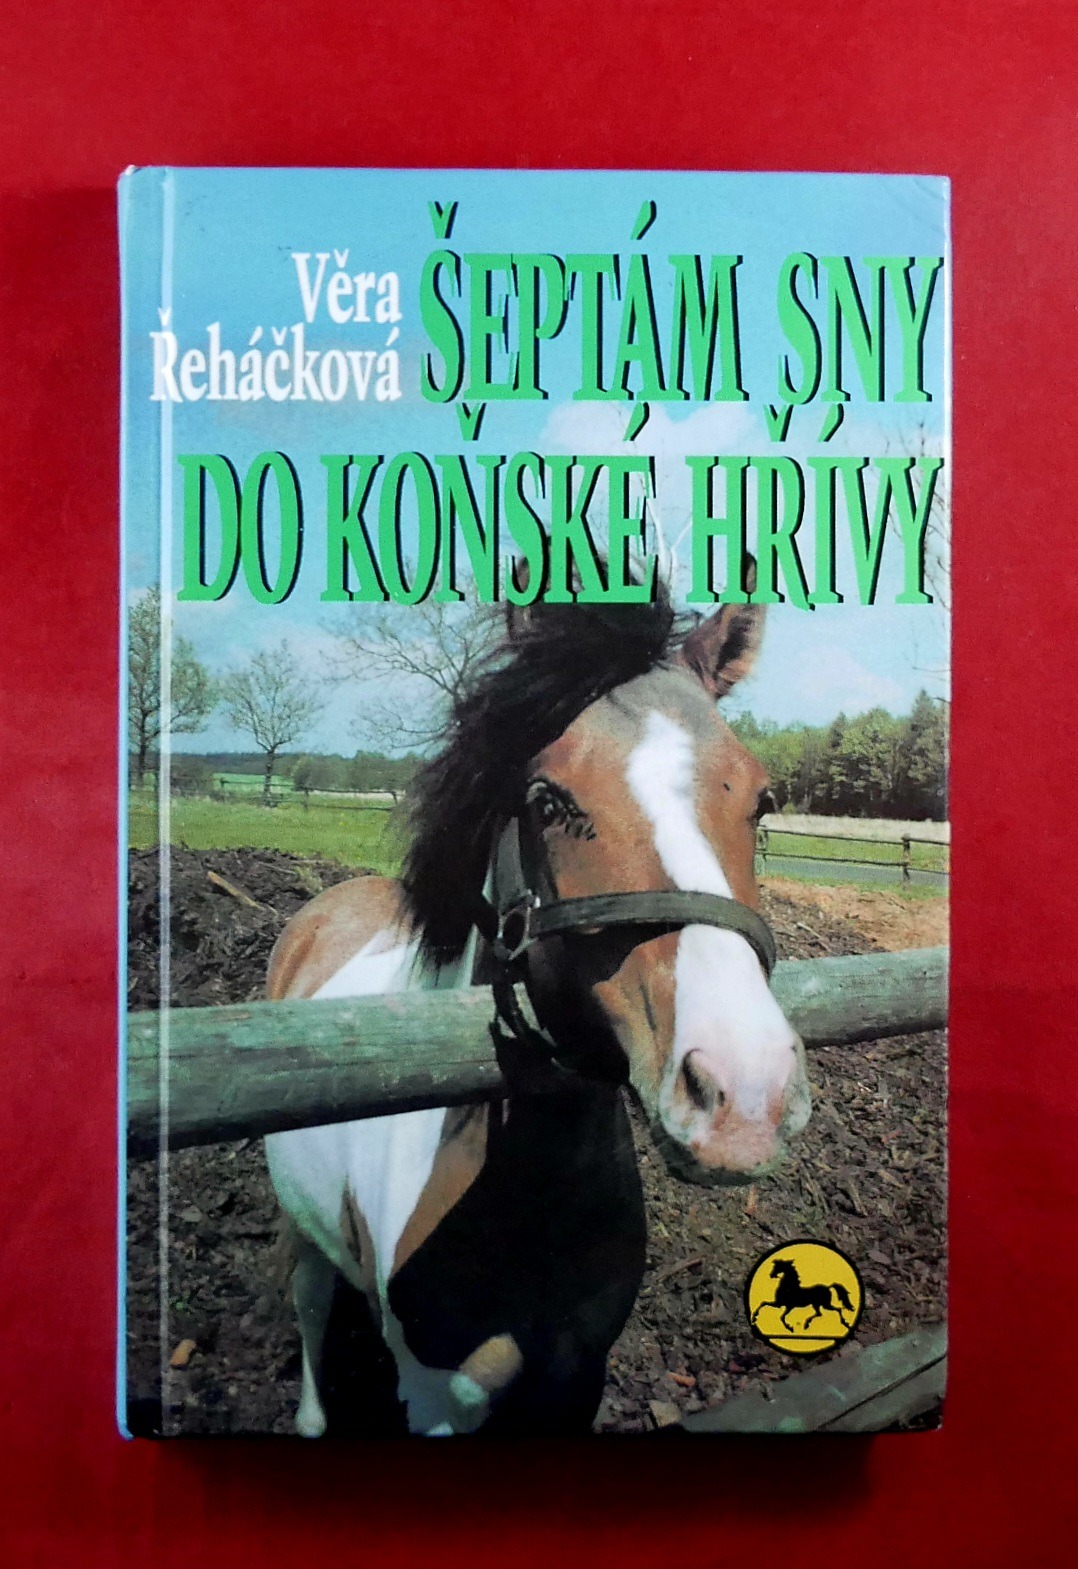 Věra
Řeháčková
ŠEPTÁM SNY
DO KOŇSKÉ HŘÍVY